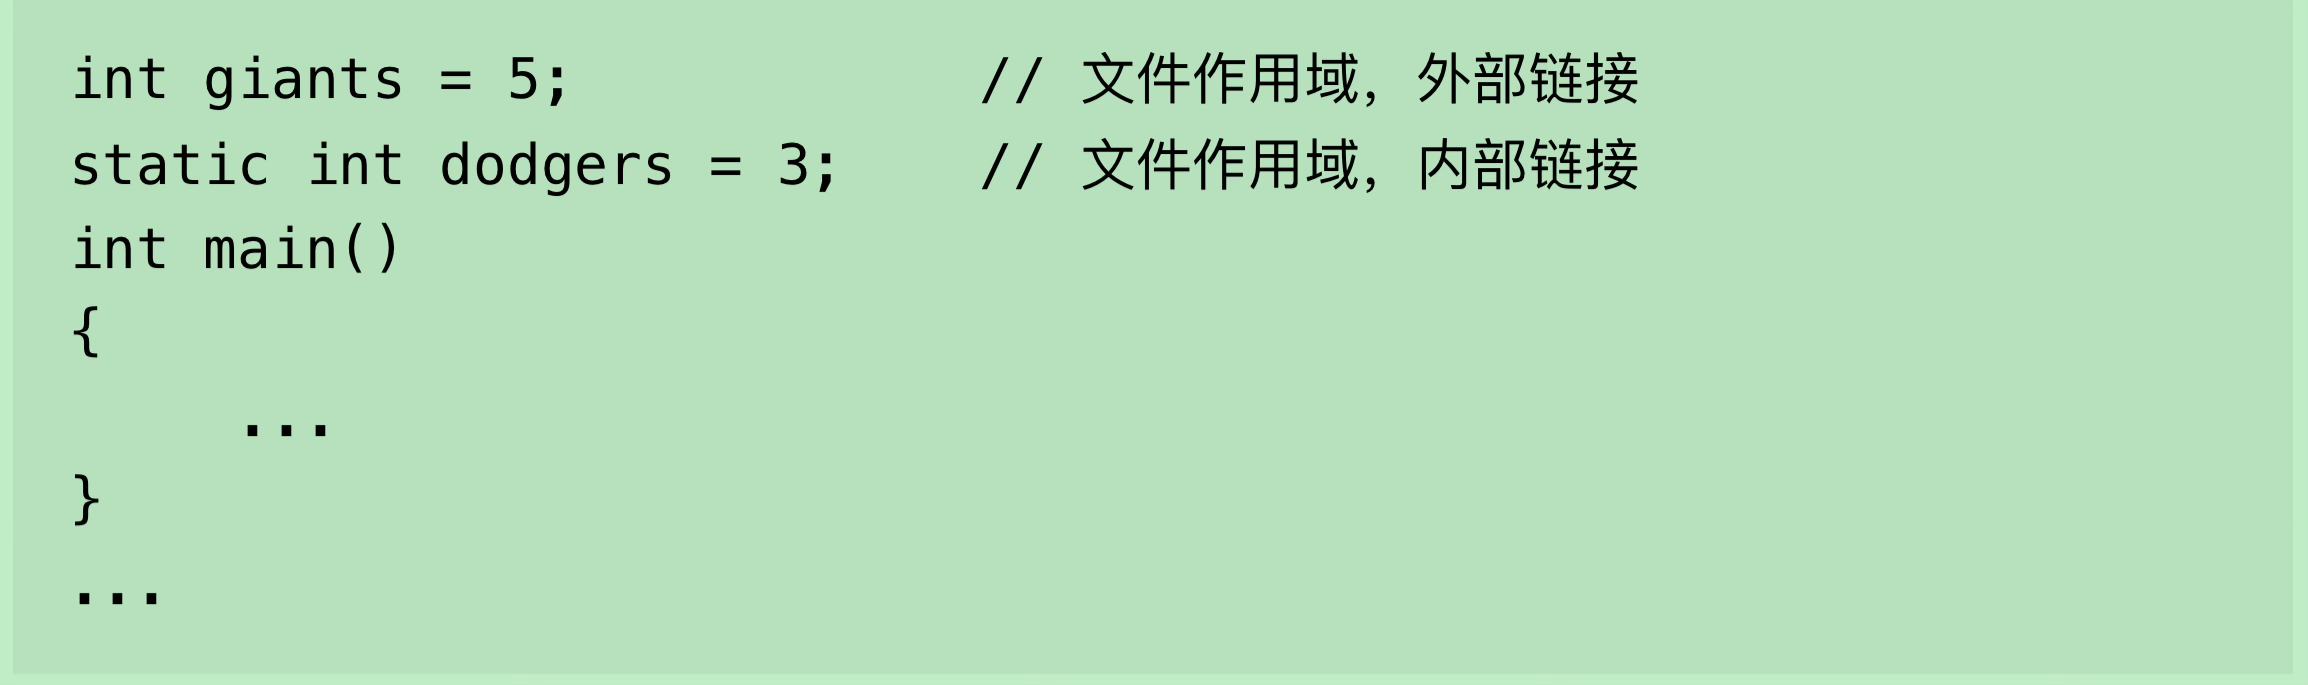 int giants = 5;            // 文件作用域，外部链接
static int dodgers = 3;    // 文件作用域，内部链接
int main()
{
     ...
}
...